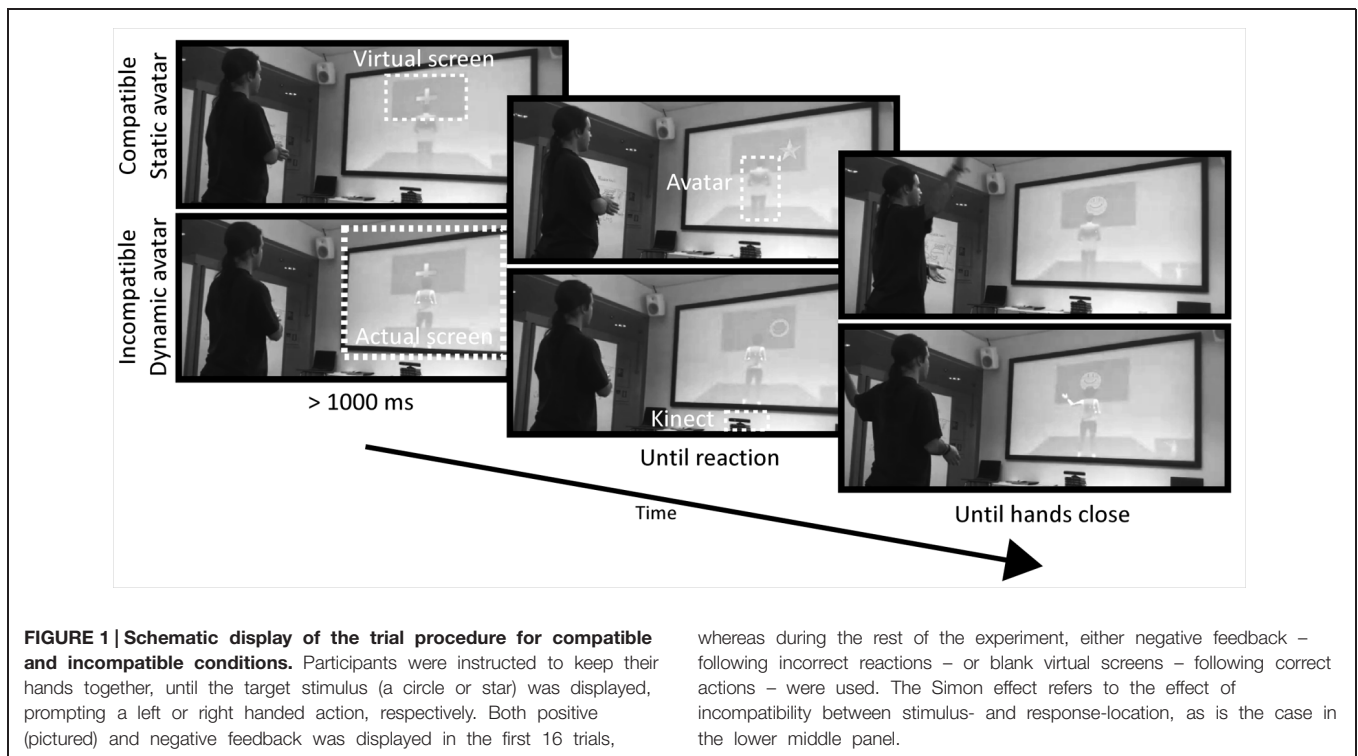 Compatible
Static avatar
Virtual screen
Avatar
Incompatible
Dynamic avatar
Actual screen
Kinect
> 1000 ms
Until reaction
Until hands close
Time
FIGURE 1 | Schematic display of the trial procedure for compatible
and incompatible conditions. Participants were instructed to keep their
hands together, until the target stimulus (a circle or star) was displayed,
prompting a left or right handed action, respectively. Both positive
(pictured) and negative feedback was displayed in the first 16 trials,
whereas during the rest of the experiment, either negative feedback –
following incorrect reactions – or blank virtual screens – following correct
actions – were used. The Simon effect refers to the effect of
incompatibility between stimulus- and response-location, as is the case in
the lower middle panel.